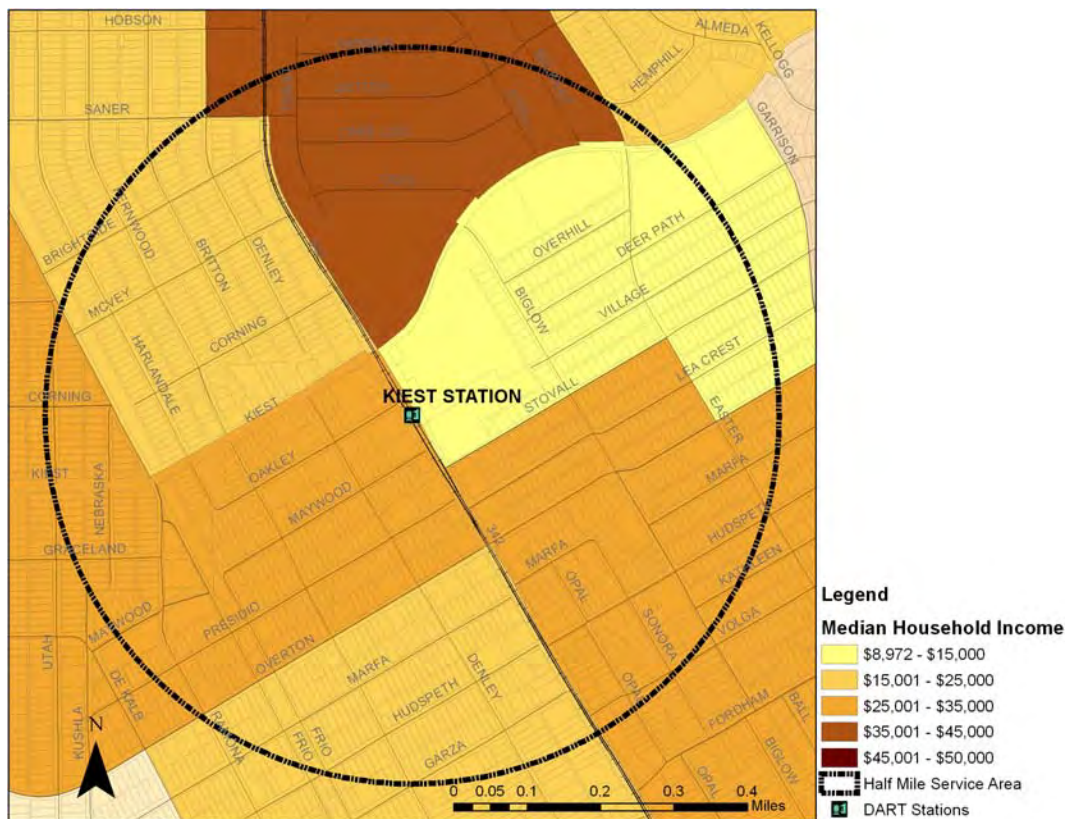 HOBSON
ALMEDA
KELLOGG
HEMPHILL
SANER
GARRISON
BRIGHTSIDE
BRITTON
DENLEY
OVERHILL
DEER PATH
MCVEY
HARLANDALE
CORNING
BIGLOW
VILLAGE
LEA CREST
CORNING
KIEST STATION
STOVALL
KIEST
EASTER
KIEST
OAKLEY
MARFA
NEBRASKA
MAYWOOD
HUDSPETH
342
GRACELAND
MARFA
KATHLEEN
OPAL
MAYWOOD
PRESIDIO
SONORA
VOLGA
UTAH
OVERTON
MARFA
DENLEY
DE KALB
HUDSPETH
OPAL
FORDHAM
BALL
KUSHLA
N
RAMONA
FRIO
FRIO
GARZA
BIGLOW
OPAL
0 0.05 0.1 0.2 0.3 0.4
Miles
Legend
Median Household Income
$8,972 - $15,000
$15,001 - $25,000
$25,001 - $35,000
$35,001 - $45,000
$45,001 - $50,000
Half Mile Service Area
DART Stations